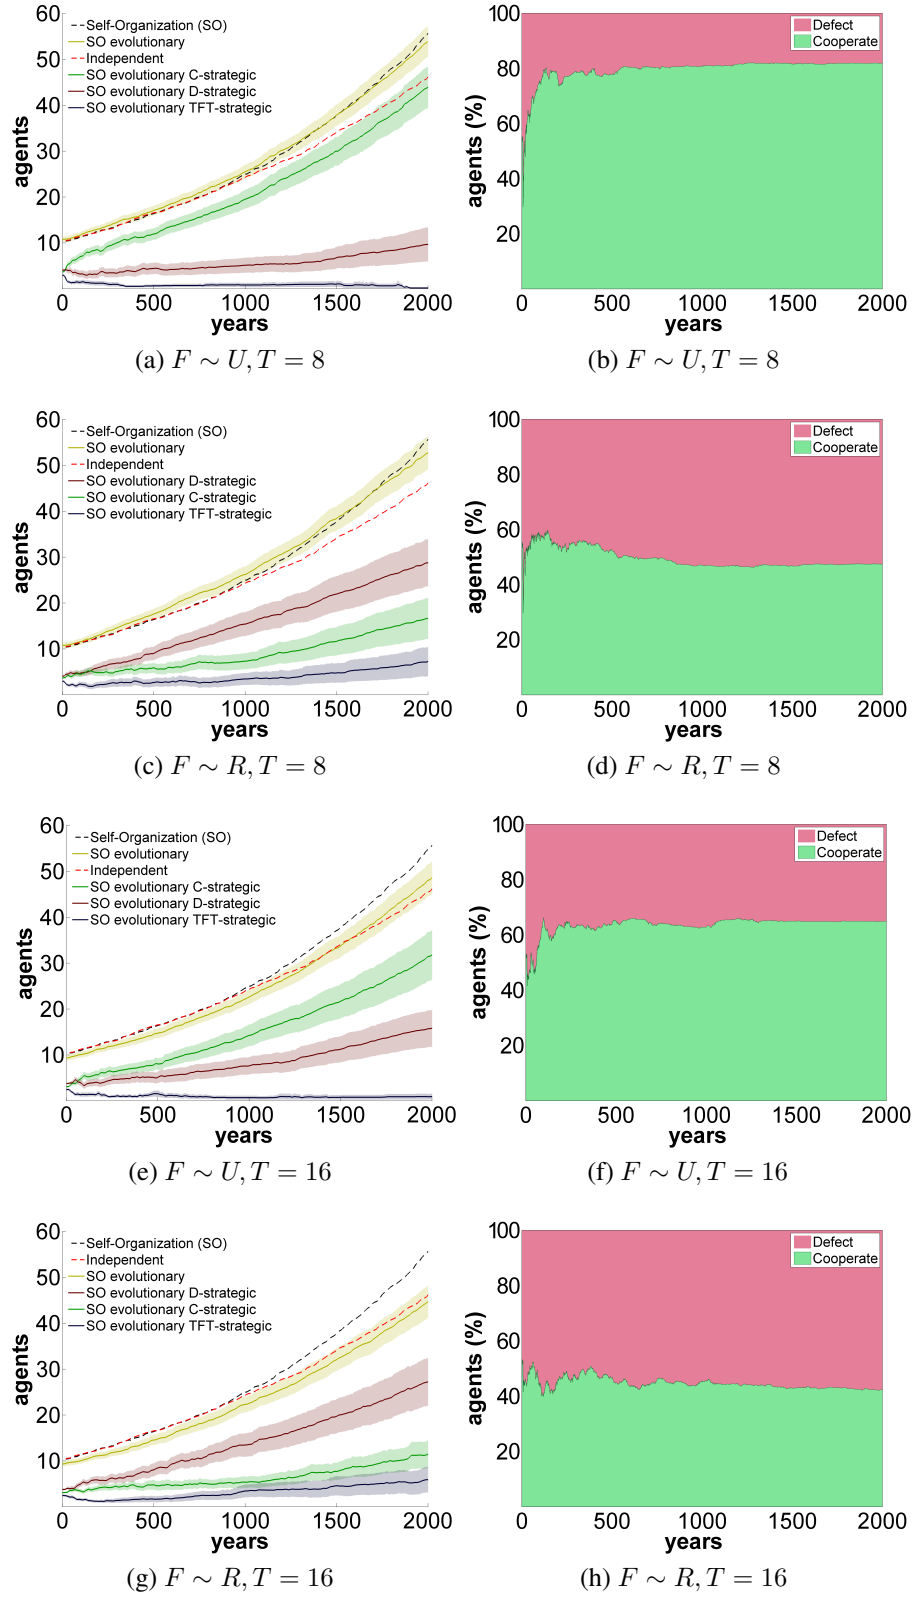 60
50
40
30
20
10
agents
Self-Organization (SO)
SO evolutionary
Independent
SO evolutionary C-strategic
SO evolutionary D-strategic
SO evolutionary TFT-strategic
0 500 1000 1500 2000
years
(a) F ∼ U, T = 8
100
80
60
40
20
agents (%)
Defect
Cooperate
0 500 1000 1500 2000
years
(b) F ∼ U, T = 8
60
50
40
30
20
10
agents
Self-Organization (SO)
SO evolutionary
Independent
SO evolutionary D-strategic
SO evolutionary C-strategic
SO evolutionary TFT-strategic
0 500 1000 1500 2000
years
(c) F ∼ R, T = 8
100
80
60
40
20
agents (%)
Defect
Cooperate
0 500 1000 1500 2000
years
(d) F ∼ R, T = 8
60
50
40
30
20
10
agents
Self-Organization (SO)
SO evolutionary
Independent
SO evolutionary C-strategic
SO evolutionary D-strategic
SO evolutionary TFT-strategic
0 500 1000 1500 2000
years
(e) F ∼ U, T = 16
100
80
60
40
20
agents (%)
Defect
Cooperate
0 500 1000 1500 2000
years
(f) F ∼ U, T = 16
60
50
40
30
20
10
agents
Self-Organization (SO)
Independent
SO evolutionary
SO evolutionary D-strategic
SO evolutionary C-strategic
SO evolutionary TFT-strategic
0 500 1000 1500 2000
years
(g) F ∼ R, T = 16
100
80
60
40
20
agents (%)
Defect
Cooperate
0 500 1000 1500 2000
years
(h) F ∼ R, T = 16